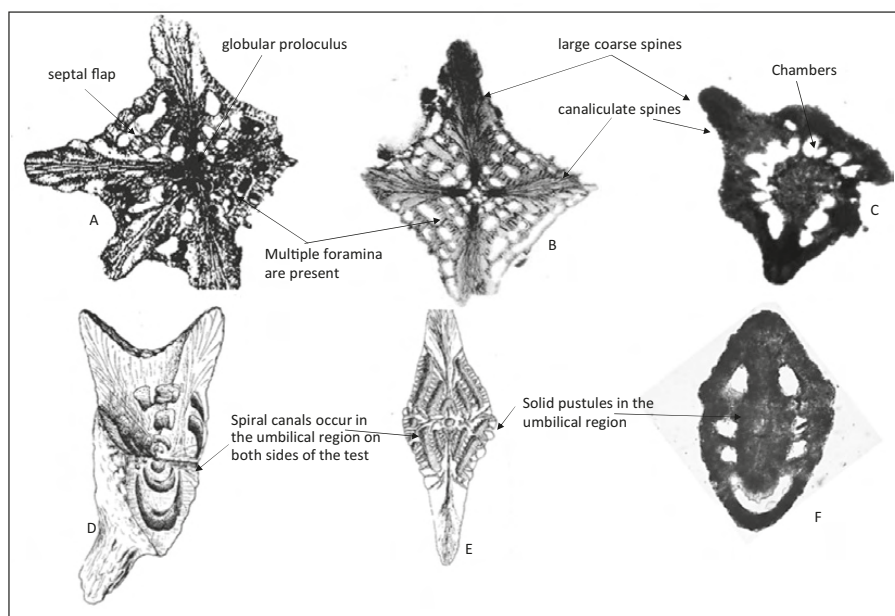 globular proloculus
septal flap
large coarse spines
Chambers
canaliculate spines
A
B
C
Multiple foramina
are present
Spiral canals occur in
the umbilical region on
both sides of the test
Solid pustules in the
umbilical region
D
E
F